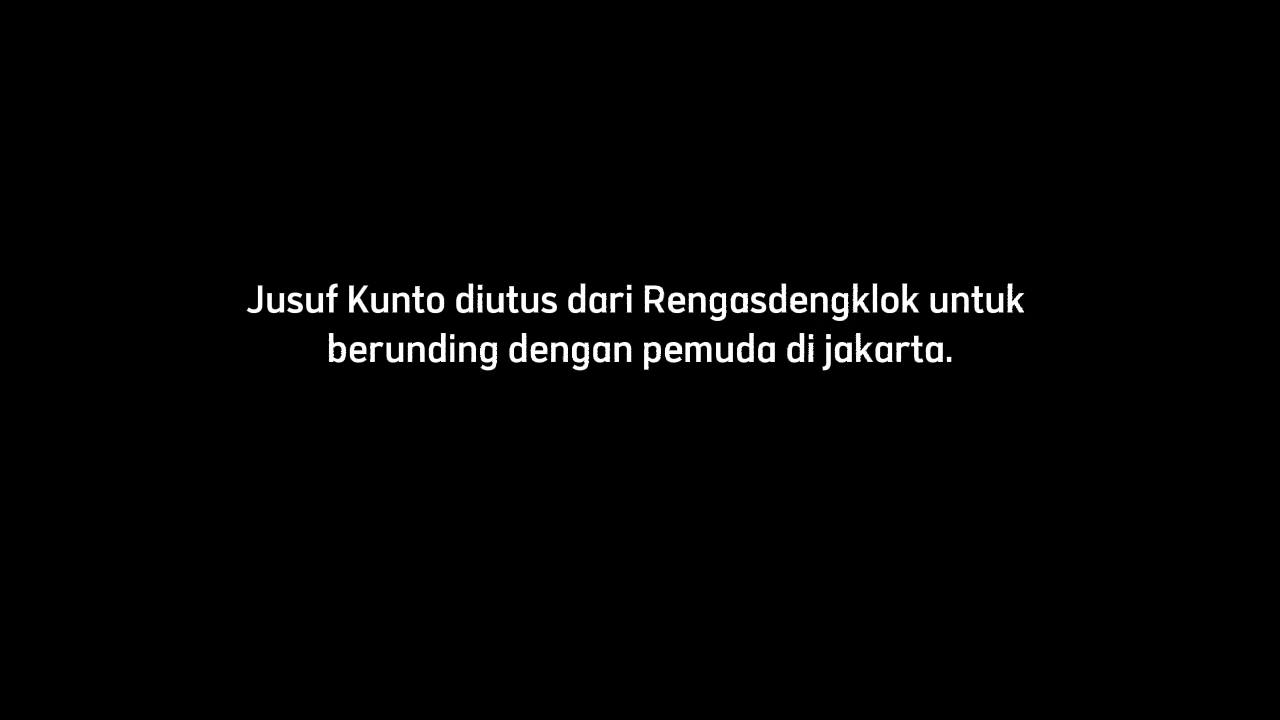 Jusuf Kunto diutus dari Rengasdengklok untuk
berunding dengan pemuda di jakarta.